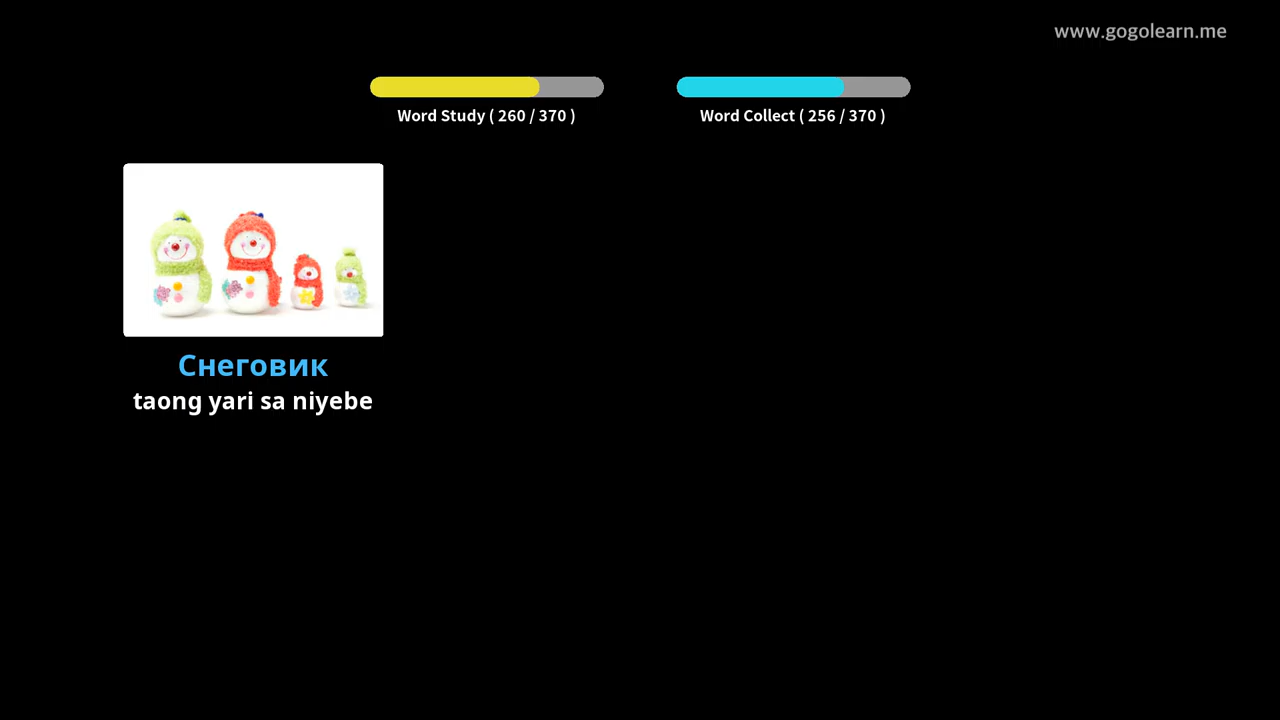 www.gogolearn.me
Word Study ( 260 / 370 )
Word Collect ( 256 / 370 )
Снеговик
taong yari sa niyebe